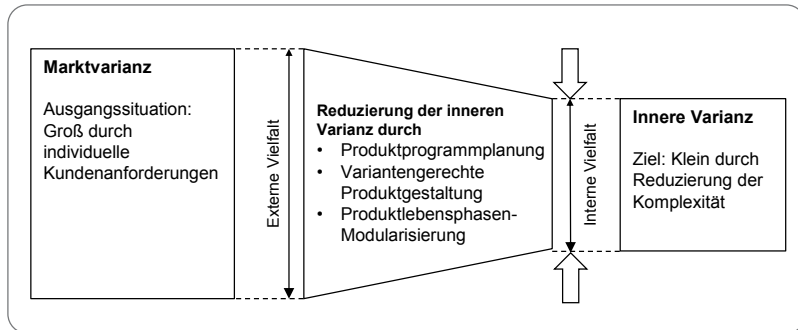 Marktvarianz
Ausgangssituation:
Groß durch
individuelle
Kundenanforderungen
Externe Vielfalt
Reduzierung der inneren
Varianz durch
• Produktprogrammplanung
• Variantengerechte
Produktgestaltung
• Produktlebensphasen-
Modularisierung
Interne Vielfalt
Innere Varianz
Ziel: Klein durch
Reduzierung der
Komplexität